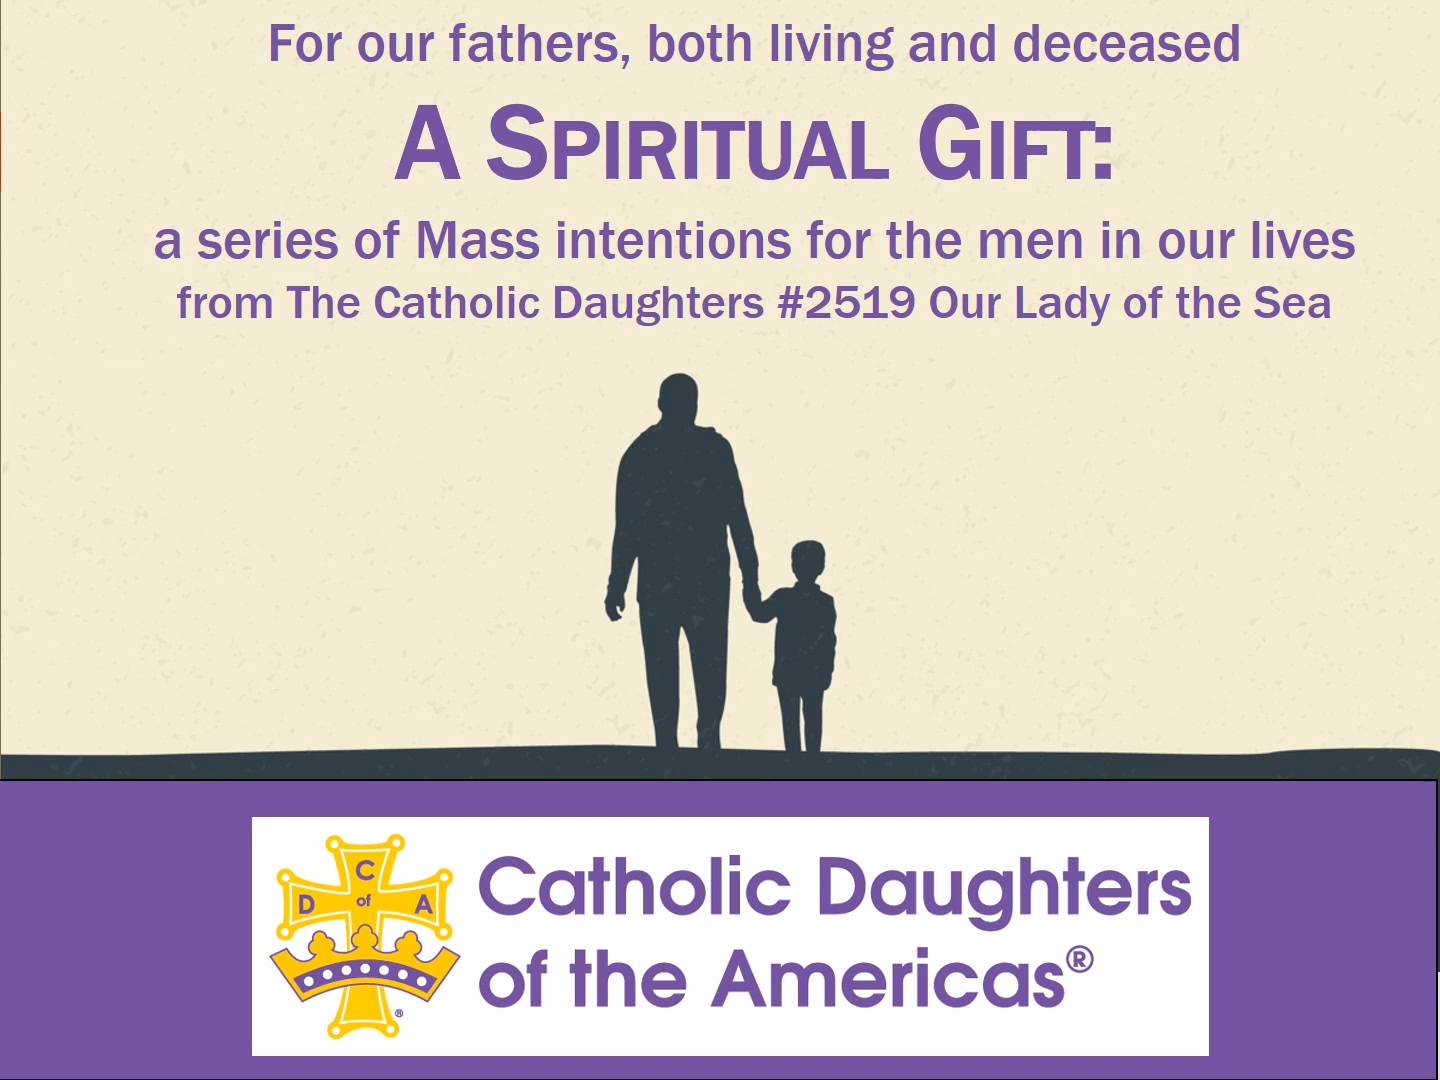 For our fathers, both living and deceased
A SPIRITUAL GIFT:
a series of Mass intentions for the men in our lives
from The Catholic Daughters #2519 Our Lady of the Sea
C
D of A
®
Catholic Daughters
of the Americas®